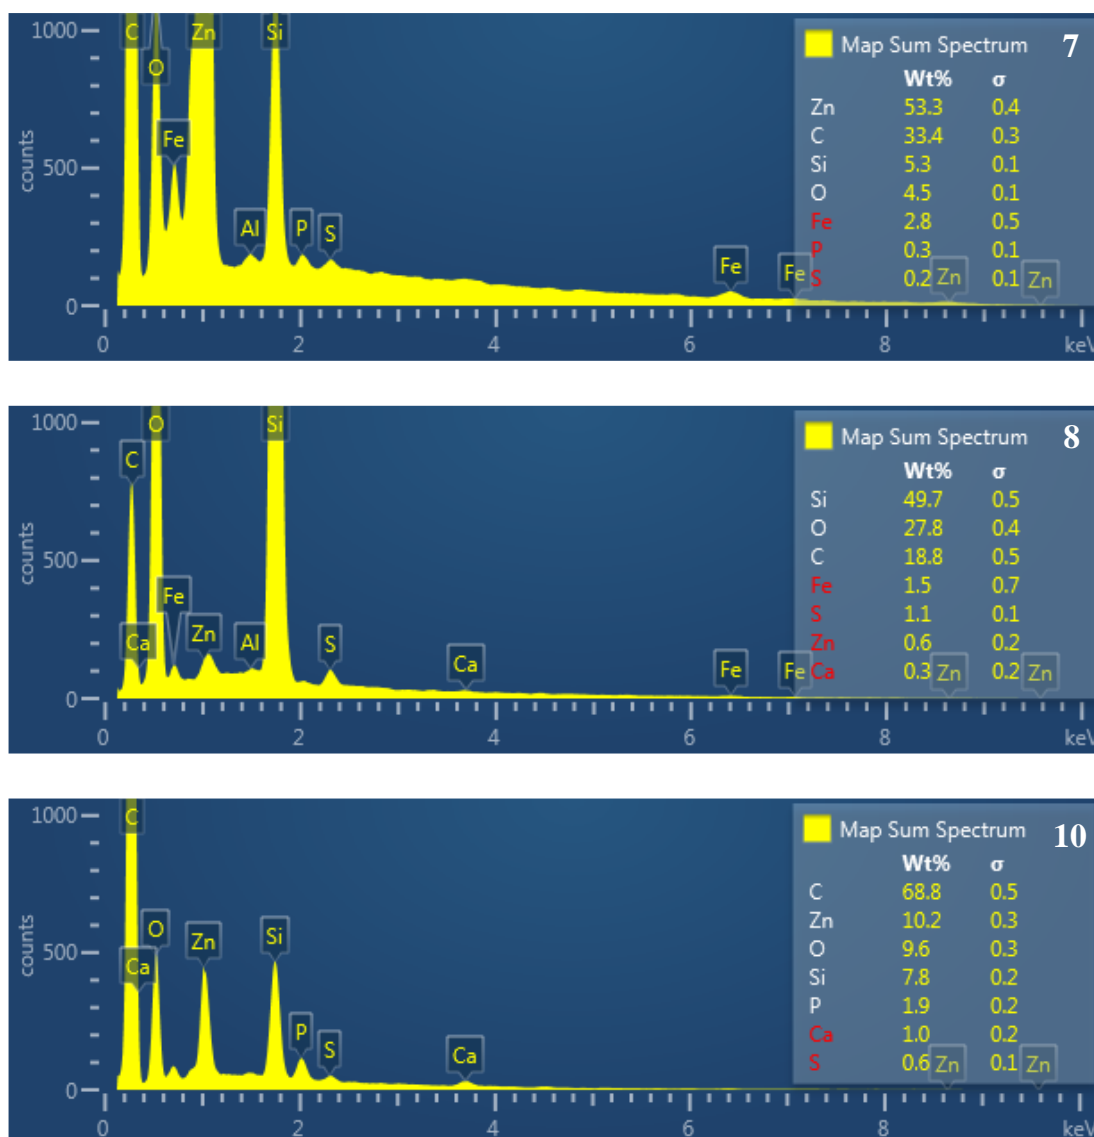 1000
500
0
counts
C
O
Fe
Zn
Al
Si
P
S
Fe
Fe
Zn
Zn
0 2 4 6 8 keV
Map Sum Spectrum 7
Wt% σ
Zn 53.3 0.4
C 33.4 0.3
Si 5.3 0.1
O 4.5 0.1
Fe 2.8 0.5
P 0.3 0.1
S 0.2 0.1
1000
500
0
counts
C
Ca
O
Fe
Zn
Al
Si
S
Ca
Fe
Fe
Zn
Zn
0 2 4 6 8 keV
Map Sum Spectrum 8
Wt% σ
Si 49.7 0.5
O 27.8 0.4
C 18.8 0.5
Fe 1.5 0.7
S 1.1 0.1
Zn 0.6 0.2
Ca 0.3 0.2
1000
500
0
counts
C
Ca
O
Zn
Si
P
S
Ca
Zn
Zn
0 2 4 6 8 keV
Map Sum Spectrum 10
Wt% σ
C 68.8 0.5
Zn 10.2 0.3
O 9.6 0.3
Si 7.8 0.2
P 1.9 0.2
Ca 1.0 0.2
S 0.6 0.1